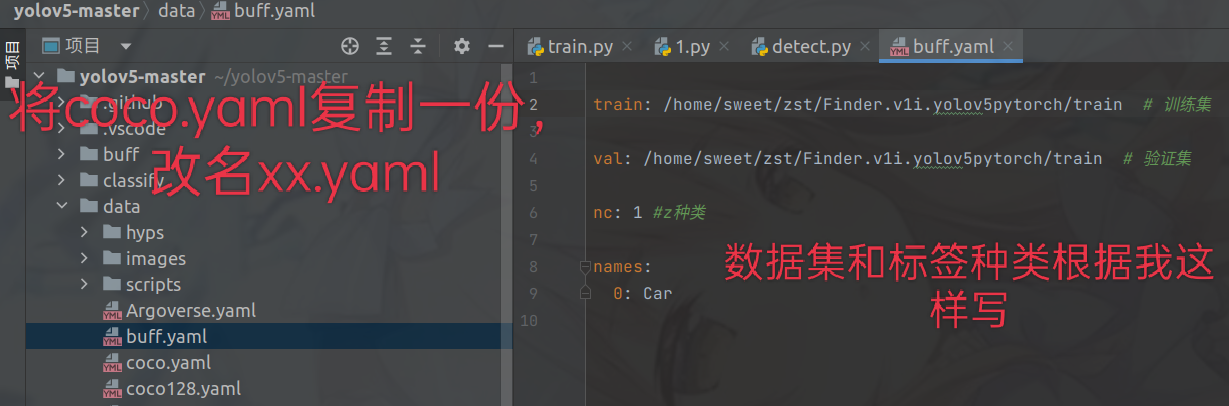 yolov5-master 〉 data 〉 buff.yaml
项目
项目
train.py × 1.py × detect.py × buff.yaml ×
yolov5-master ~/yolov5-master
.github
.vscode
buff
classify
data
hyps
images
scripts
Argoverse.yaml
buff.yaml
coco.yaml
coco128.yaml
将coco.yaml复制一份，
改名xx.yaml
1
2 train: /home/sweet/zst/Finder.v1i.yolov5pytorch/train # 训练集
3
4 val: /home/sweet/zst/Finder.v1i.yolov5pytorch/train # 验证集
5
6 nc: 1 #z种类
7
8 names:
9 0: Car
10
数据集和标签种类根据我这
样写